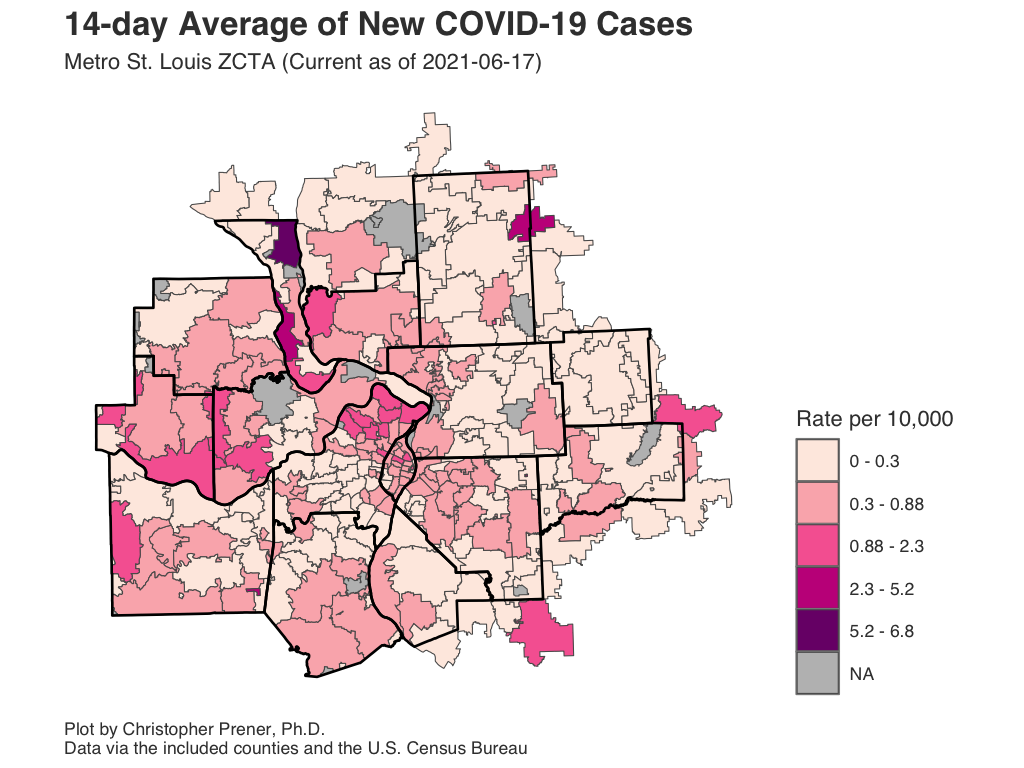 14-day Average of New COVID-19 Cases
Metro St. Louis ZCTA (Current as of 2021-06-17)
Rate per 10,000
0 - 0.3
0.3 - 0.88
0.88 - 2.3
2.3 - 5.2
5.2 - 6.8
NA
Plot by Christopher Prener, Ph.D.
Data via the included counties and the U.S. Census Bureau